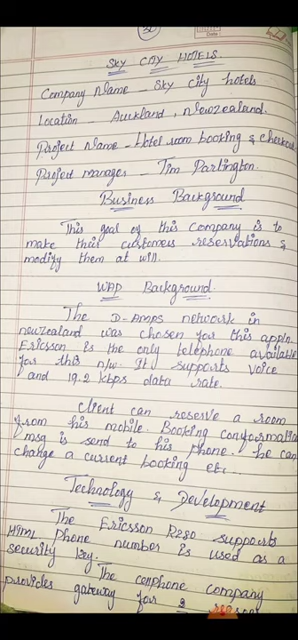 SKY CITY HOTELS
Company Name - Sky city hotels
Location - Auckland, Newzealand.
Project Name - Hotel room booking & checkout
Project manager, Tim Partington.
Business Background
This goal of this company is to
make their customers reservations &
modify them at will.
WAP Background.
The D-AMPS network in
newzealand was chosen for this appln.
Ericsson is the only telephone available
for this n/w. It supports voice
and 19.2 kbps data rate.
Client can reserve a room
from his mobile. Booking conformation
msg is send to his phone. He can
change a current booking etc...
Technology & Development
The Ericsson R280 supports
HTML phone number is used as a
security key.
The cellphone company
provides gateway for 2